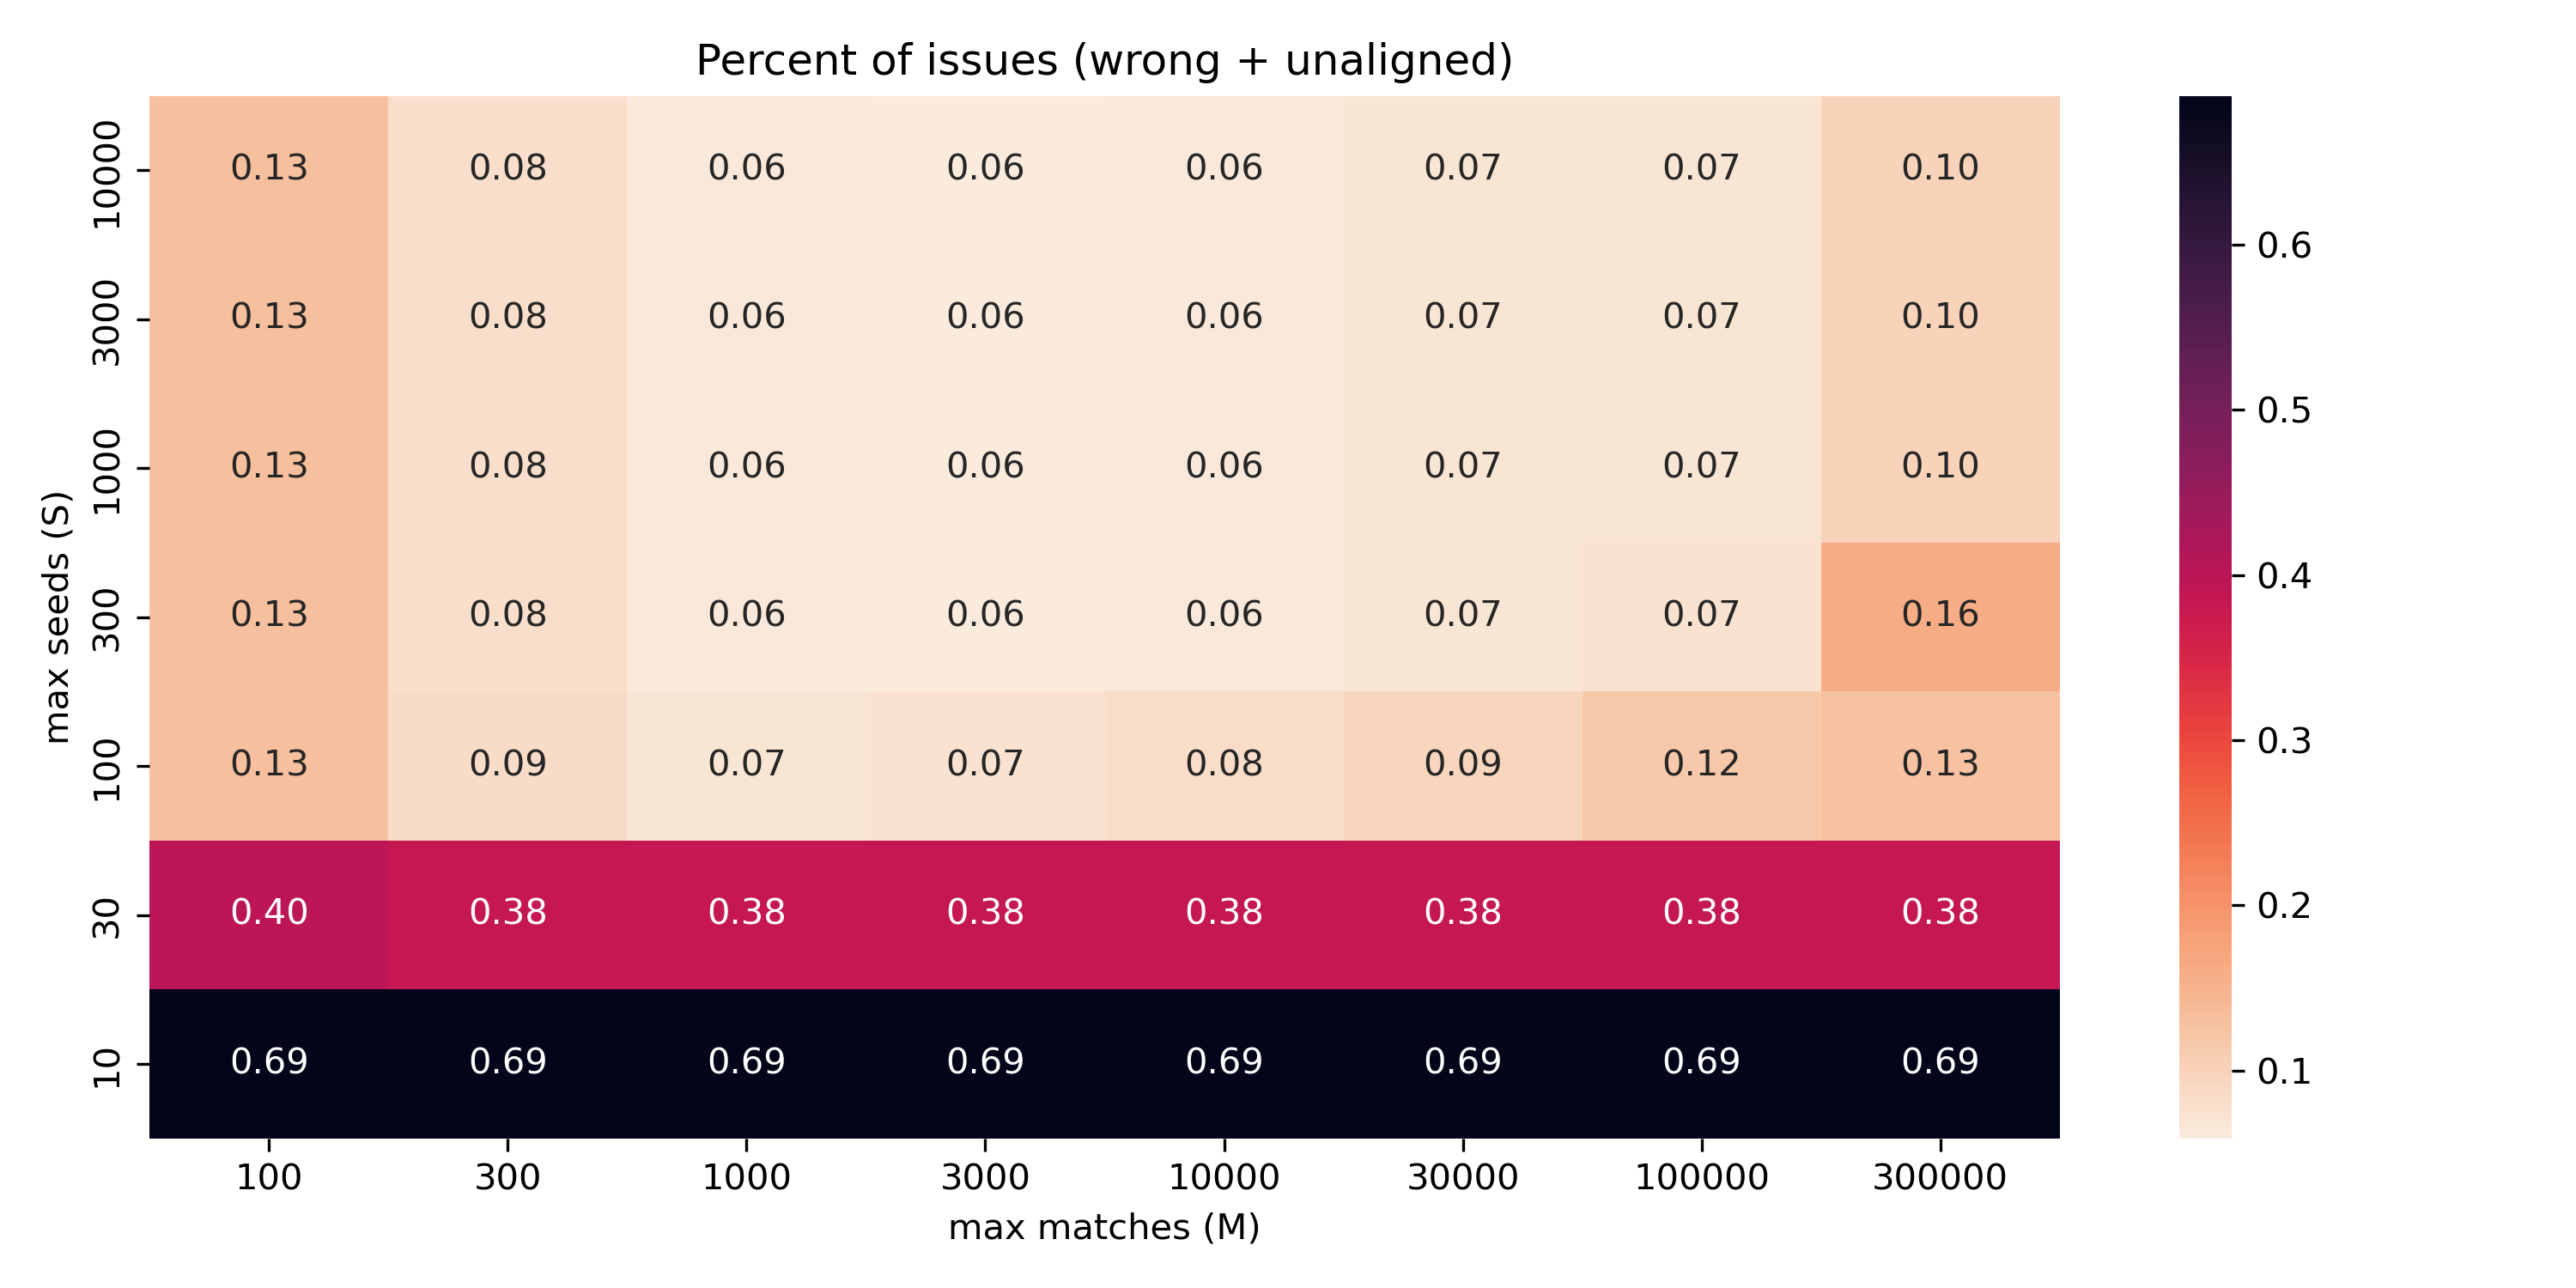 Percent of issues (wrong + unaligned)
max seeds (S)
10000 0.13 0.08 0.06 0.06 0.06 0.07 0.07 0.10
3000 0.13 0.08 0.06 0.06 0.06 0.07 0.07 0.10
1000 0.13 0.08 0.06 0.06 0.06 0.07 0.07 0.10
300 0.13 0.08 0.06 0.06 0.06 0.07 0.07 0.16
100 0.13 0.09 0.07 0.07 0.08 0.09 0.12 0.13
30 0.40 0.38 0.38 0.38 0.38 0.38 0.38 0.38
10 0.69 0.69 0.69 0.69 0.69 0.69 0.69 0.69
100 300 1000 3000 10000 30000 100000 300000
max matches (M)
0.6
0.5
0.4
0.3
0.2
0.1